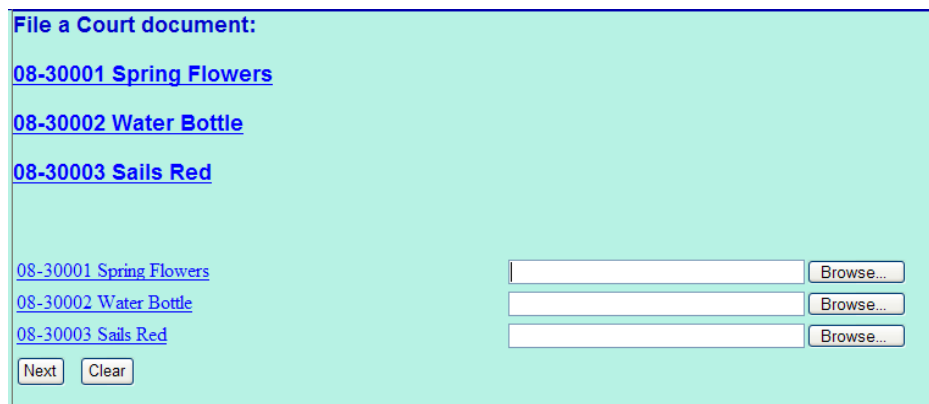 File a Court document:
08-30001 Spring Flowers
08-30002 Water Bottle
08-30003 Sails Red
08-30001 Spring Flowers Browse...
08-30002 Water Bottle Browse...
08-30003 Sails Red Browse...
Next Clear